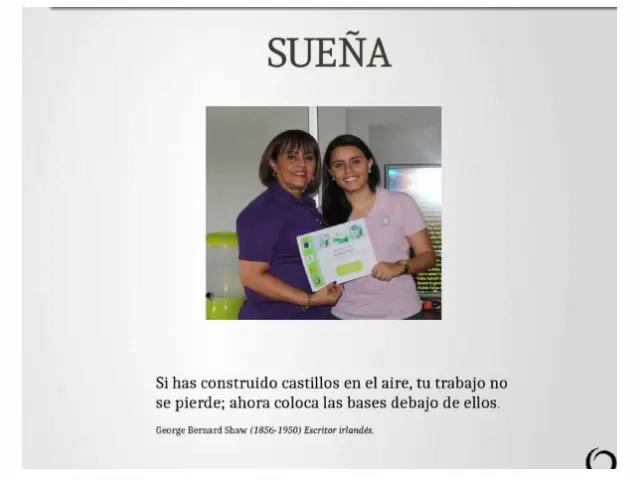 SUEÑA
Si has construido castillos en el aire, tu trabajo no
se pierde; ahora coloca las bases debajo de ellos.
George Bernard Shaw (1856-1950) Escritor irlandés.